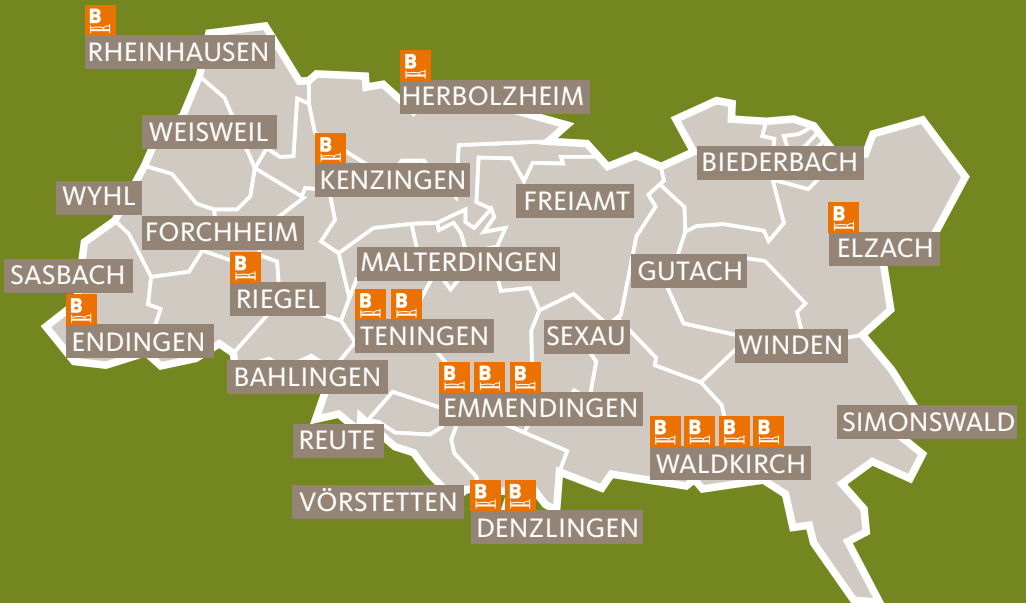 B
RHEINHAUSEN
B
HERBOLZHEIM
WEISWEIL
B
KENZINGEN
BIEDERBACH
WYHL
FREIAMT
FORCHHEIM
B
ELZACH
SASBACH
B
RIEGEL
MALTERDINGEN
GUTACH
B
ENDINGEN
B B
TENINGEN
SEXAU
WINDEN
BAHLINGEN
B B B
EMMENDINGEN
SIMONSWALD
REUTE
B B B B
WALDKIRCH
VÖRSTETTEN
B B
DENZLINGEN